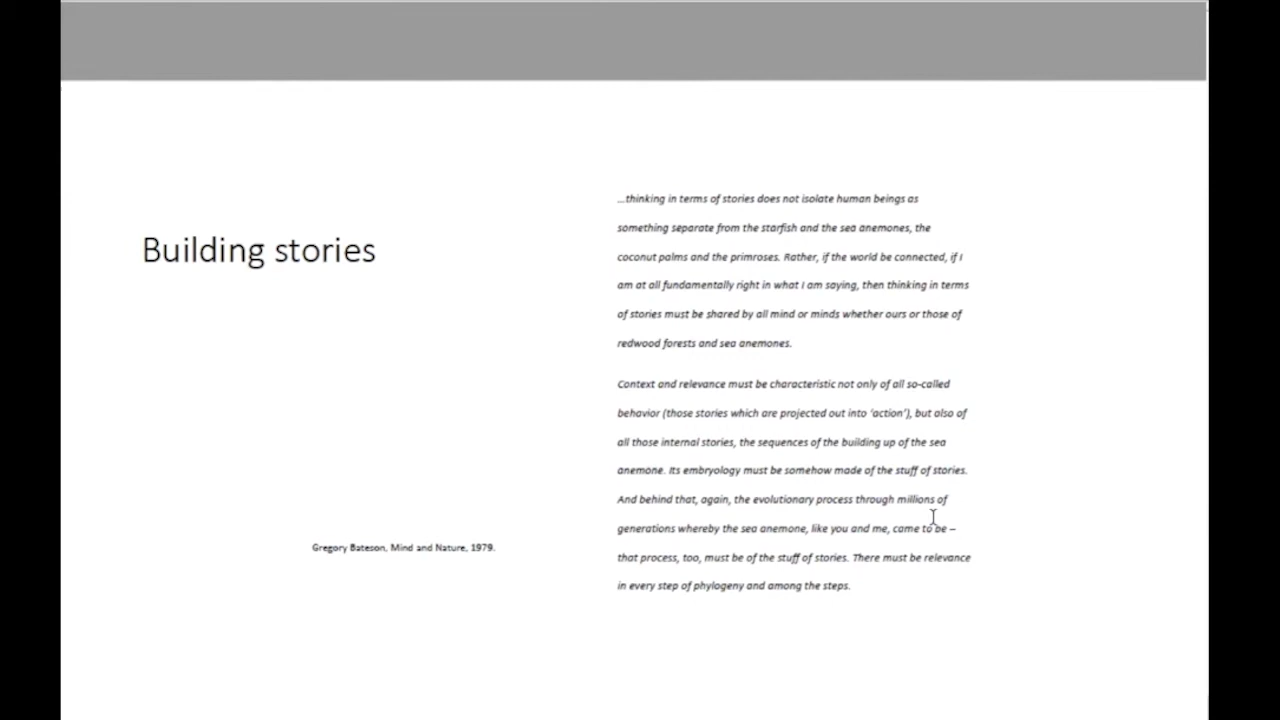 Building stories
Gregory Bateson, Mind and Nature, 1979.
...thinking in terms of stories does not isolate human beings as
something separate from the starfish and the sea anemones, the
coconut palms and the primroses. Rather, if the world be connected, if I
am at all fundamentally right in what I am saying, then thinking in terms
of stories must be shared by all mind or minds whether ours or those of
redwood forests and sea anemones.
Context and relevance must be characteristic not only of all so-called
behavior (those stories which are projected out into ‘action’), but also of
all those internal stories, the sequences of the building up of the sea
anemone. Its embryology must be somehow made of the stuff of stories.
And behind that, again, the evolutionary process through millions of
generations whereby the sea anemone, like you and me, came to be –
that process, too, must be of the stuff of stories. There must be relevance
in every step of phylogeny and among the steps.